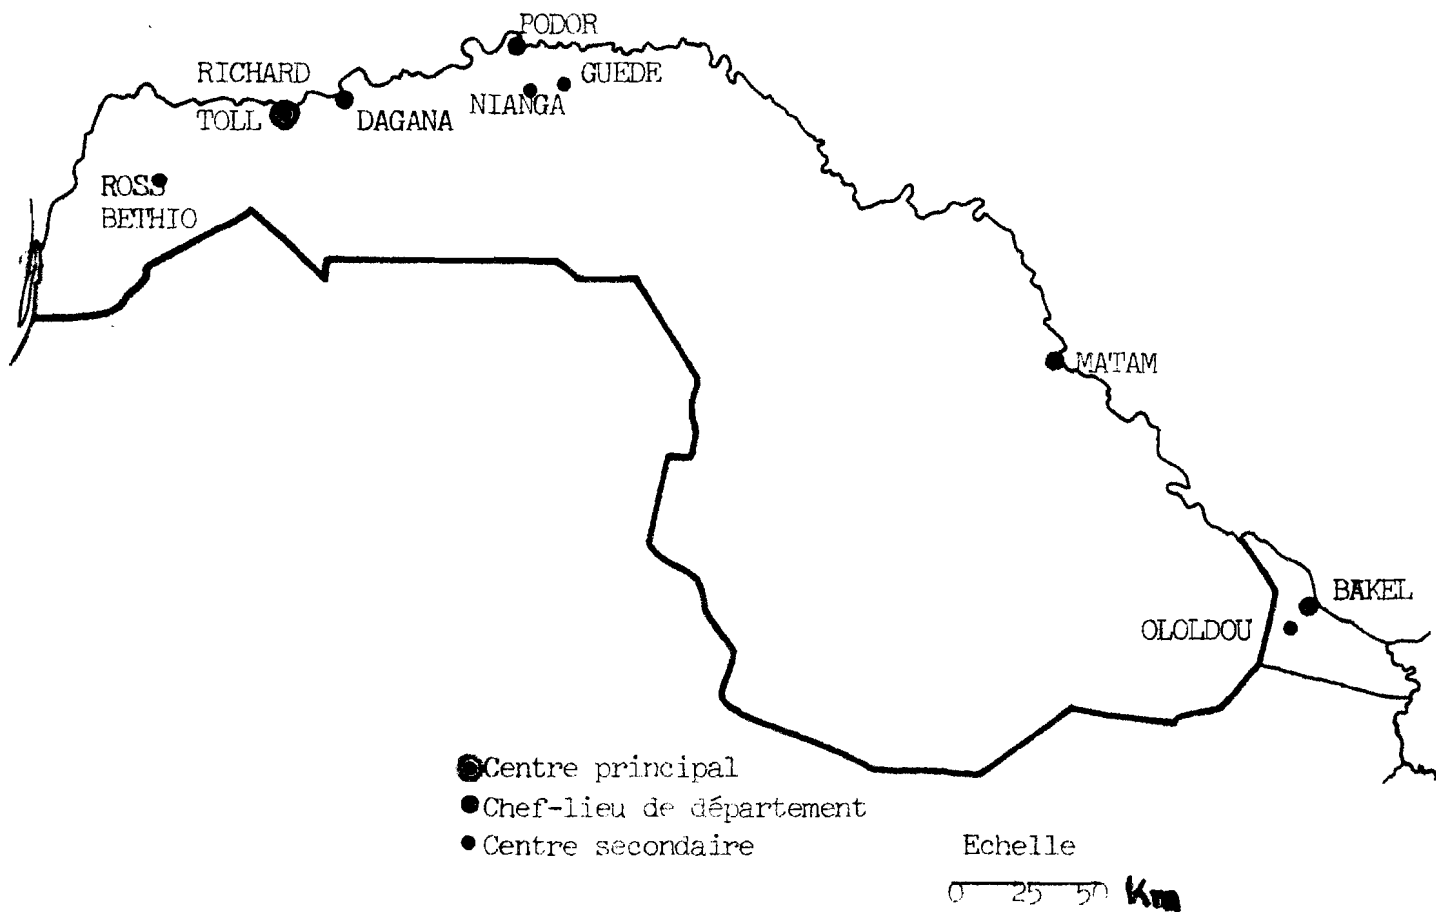 PODOR
RICHARD
TOLL
GUEDE
NIANGA
DAGANA
ROSS
BETHIO
MATAM
BAKEL
OLOLDOU
Centre principal
Chef-lieu de département
Centre secondaire
Echelle
0 25 50 Km